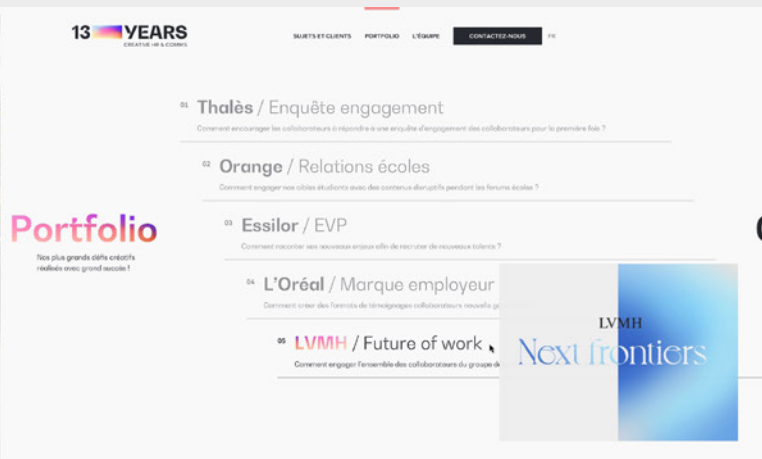 13 YEARS
CREATIVE HR & COMMS
SUJETS ET CLIENTS PORTFOLIO L'ÉQUIPE CONTACTEZ-NOUS FR
01 Thalès / Enquête engagement
Comment encourager les collaborateurs à répondre à une enquête d'engagement des collaborateurs pour la première fois ?
02 Orange / Relations écoles
Comment engager nos cibles étudiants avec des contenus disruptifs pendant les forums écoles ?
Portfolio
Nos plus grands défis créatifs
réalisés avec grand succès !
03 Essilor / EVP
Comment raconter ses nouveaux enjeux afin de recruter de nouveaux talents ?
04 L'Oréal / Marque employeur
Comment créer des formats de témoignages collaborateurs nouvelle
05 LVMH / Future of work
Comment engager l'ensemble des collaborateurs du groupe
LVMH
Next frontiers